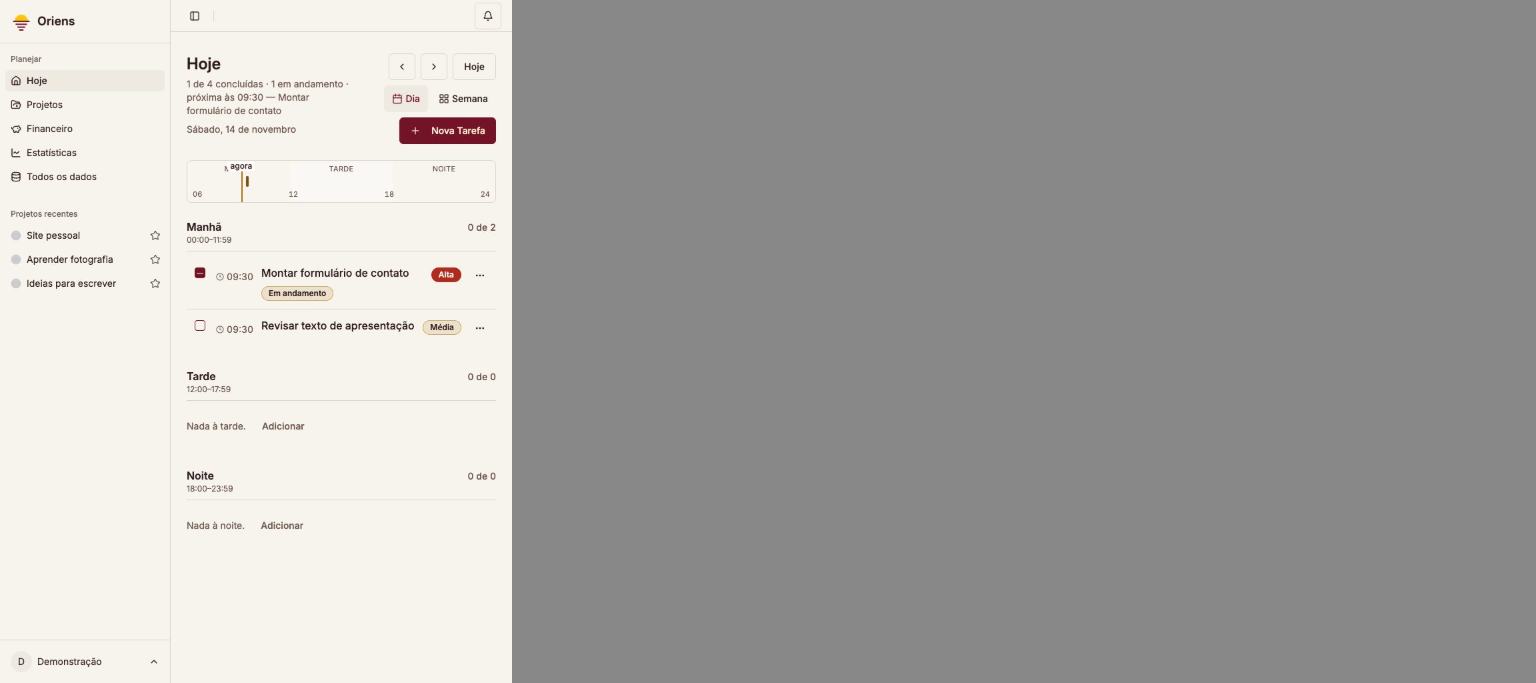 Oriens
Planejar
Hoje
Projetos
Financeiro
Estatísticas
Todos os dados
Projetos recentes
Site pessoal
Aprender fotografia
Ideias para escrever
D Demonstração
Hoje
1 de 4 concluídas · 1 em andamento ·
próxima às 09:30 — Montar
formulário de contato
Sábado, 14 de novembro
Hoje
Dia Semana
+ Nova Tarefa
agora TARDE NOITE
06 12 18 24
Manhã 0 de 2
00:00–11:59
09:30 Montar formulário de contato Alta ...
Em andamento
09:30 Revisar texto de apresentação Média ...
Tarde 0 de 0
12:00–17:59
Nada à tarde. Adicionar
Noite 0 de 0
18:00–23:59
Nada à noite. Adicionar